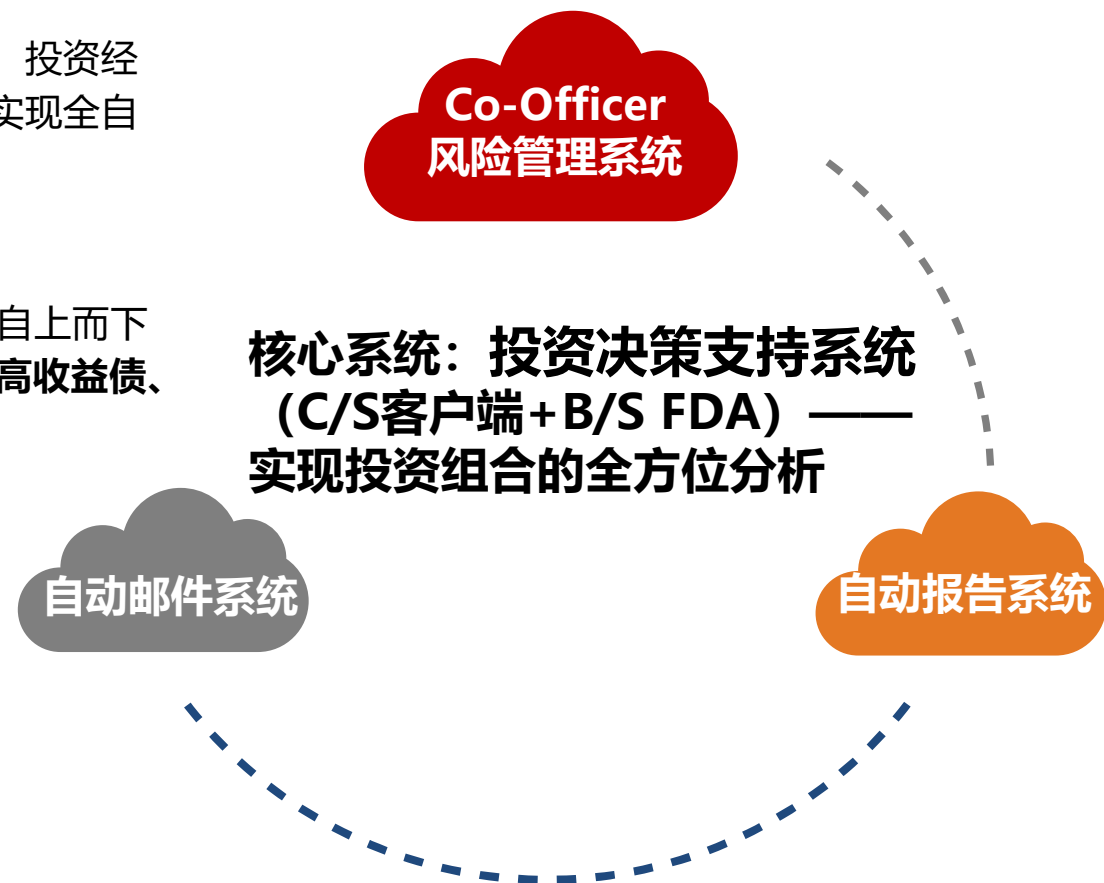 投资经
实现全自
Co-Officer
风险管理系统
自上而下
高收益债、
核心系统：投资决策支持系统
（C/S客户端+B/S FDA）——
实现投资组合的全方位分析
自动邮件系统
自动报告系统